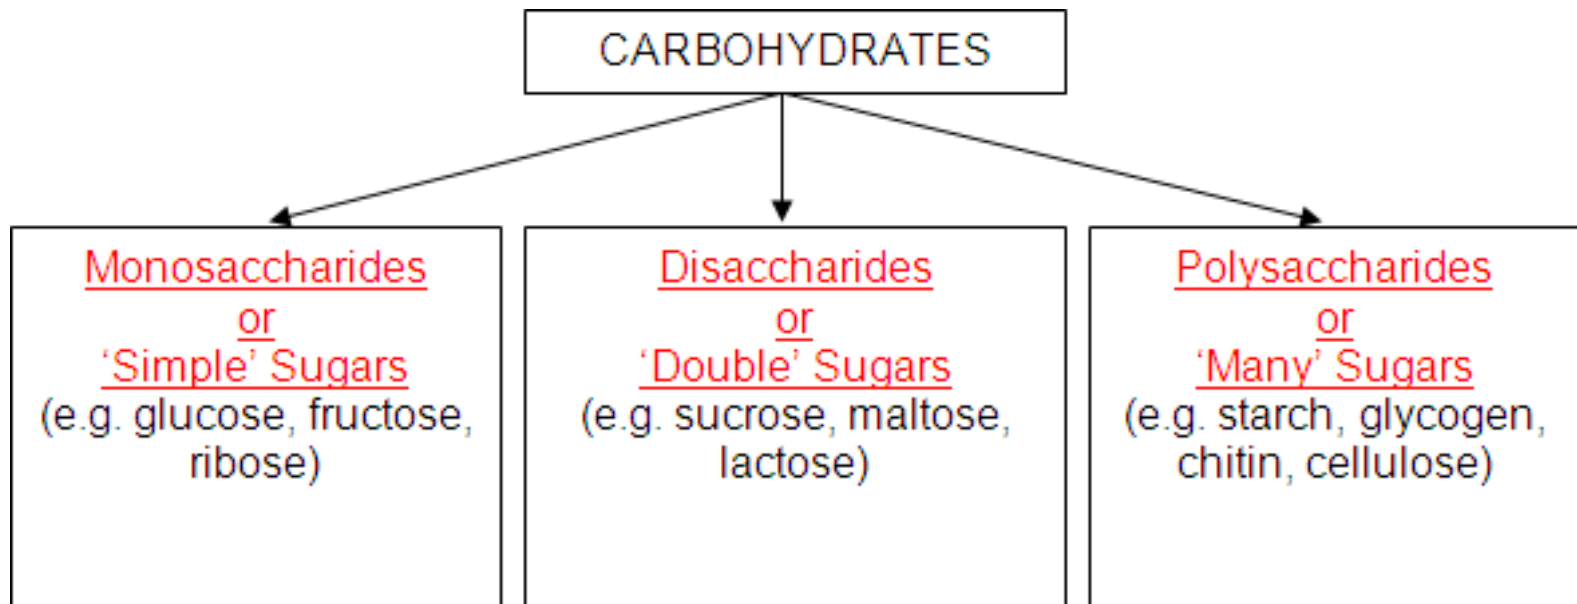 CARBOHYDRATES
Monosaccharides
or
‘Simple’ Sugars
(e.g. glucose, fructose,
ribose)
Disaccharides
or
‘Double’ Sugars
(e.g. sucrose, maltose,
lactose)
Polysaccharides
or
‘Many’ Sugars
(e.g. starch, glycogen,
chitin, cellulose)